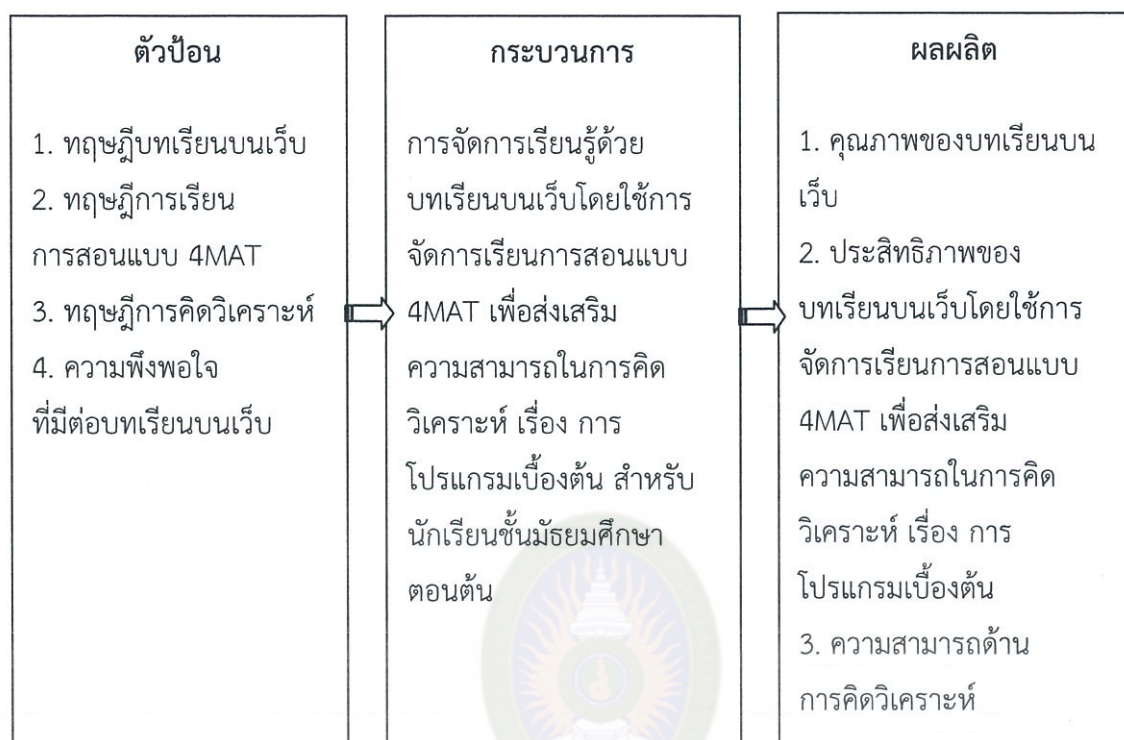 ตัวป้อน
1. ทฤษฎีบทเรียนบนเว็บ
2. ทฤษฎีการเรียน
การสอนแบบ 4MAT
3. ทฤษฎีการคิดวิเคราะห์
4. ความพึงพอใจ
ที่มีต่อบทเรียนบนเว็บ
กระบวนการ
การจัดการเรียนรู้ด้วย
บทเรียนบนเว็บโดยใช้การ
จัดการเรียนการสอนแบบ
4MAT เพื่อส่งเสริม
ความสามารถในการคิด
วิเคราะห์ เรื่อง การ
โปรแกรมเบื้องต้น สำหรับ
นักเรียนชั้นมัธยมศึกษา
ตอนต้น
ผลผลิต
1. คุณภาพของบทเรียนบน
เว็บ
2. ประสิทธิภาพของ
บทเรียนบนเว็บโดยใช้การ
จัดการเรียนการสอนแบบ
4MAT เพื่อส่งเสริม
ความสามารถในการคิด
วิเคราะห์ เรื่อง การ
โปรแกรมเบื้องต้น
3. ความสามารถด้าน
การคิดวิเคราะห์